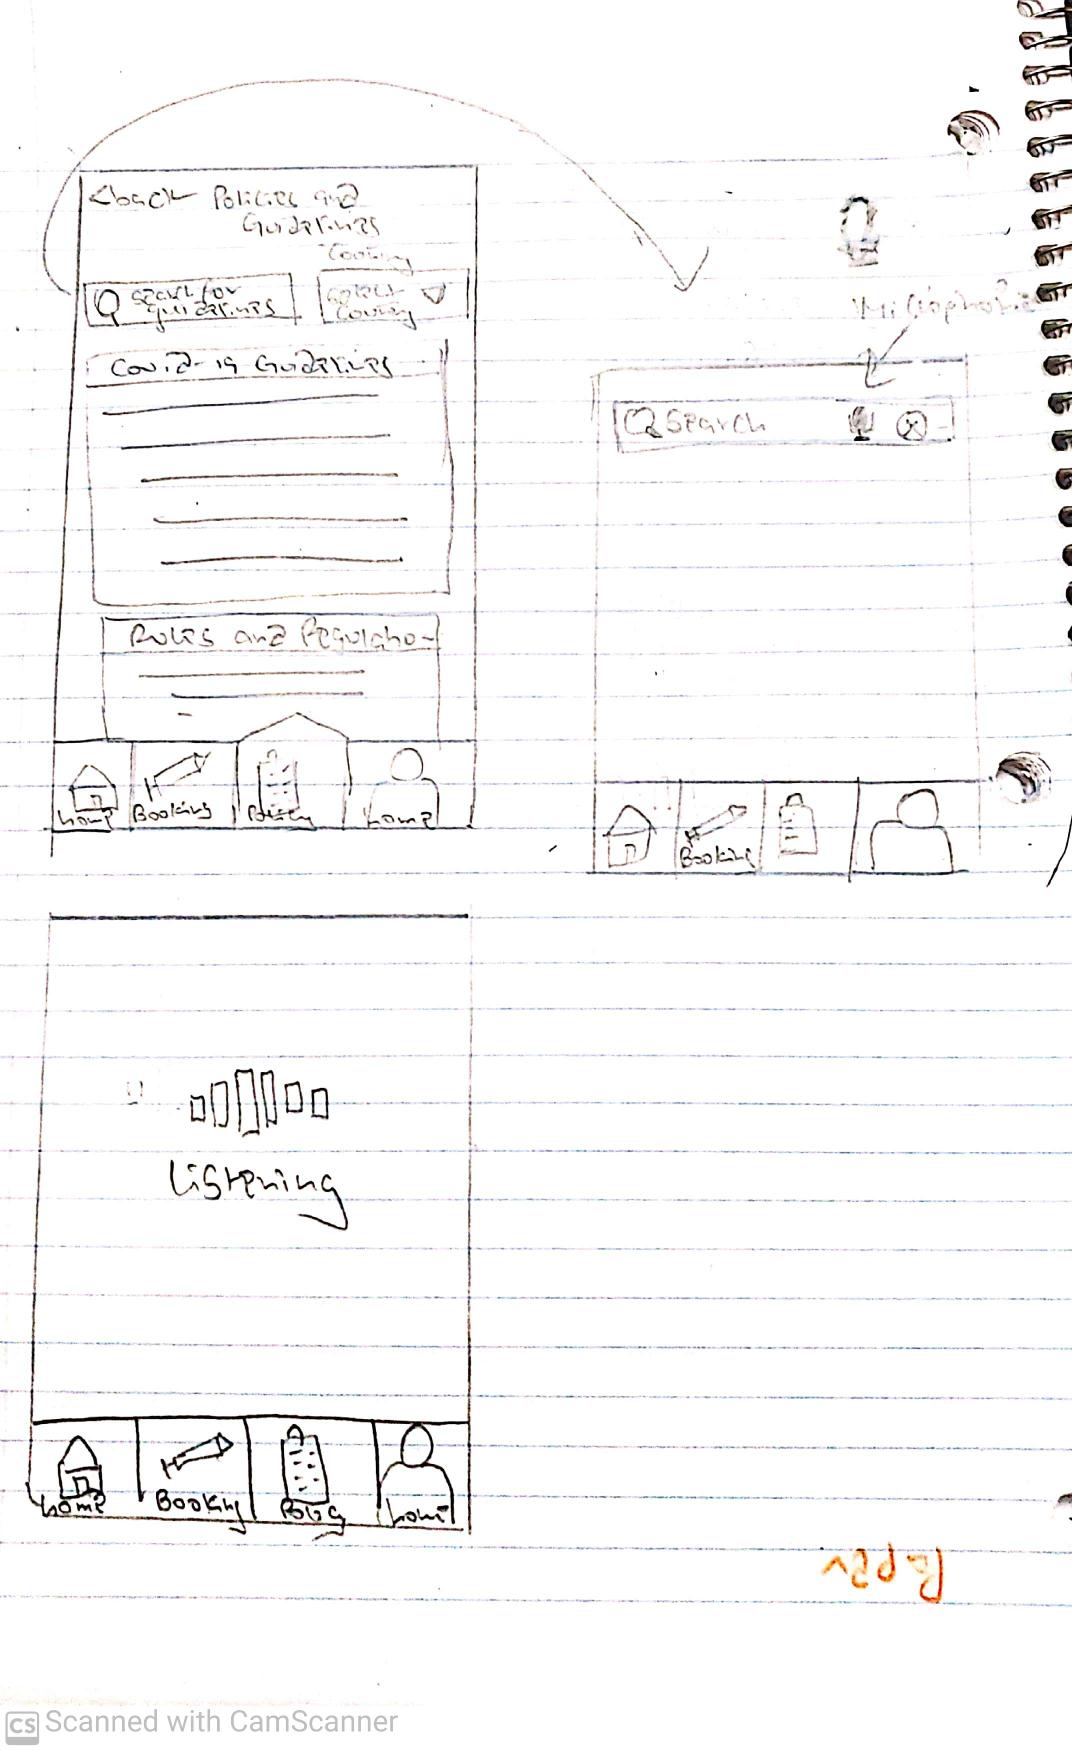 <back Policies and
Guidelines
Country
Search for
guidelines
Select
Country
Covid-19 Guidelines
Rules and Regulation
home
Booking
Policy
home
Microphone
Search
Booking
Listening
home
Booking
Policy
home
CS Scanned with CamScanner